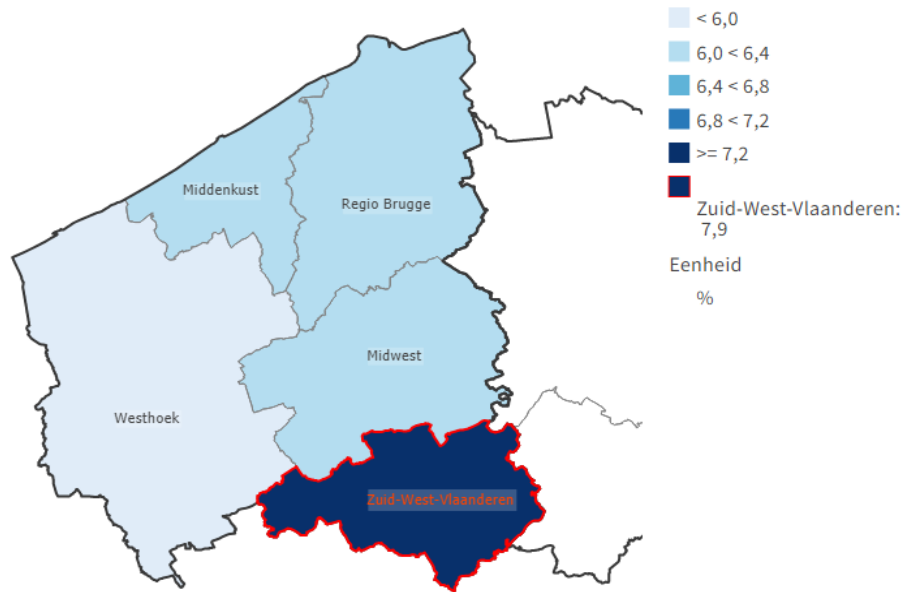 < 6,0
6,0 < 6,4
6,4 < 6,8
6,8 < 7,2
>= 7,2
Zuid-West-Vlaanderen:
7,9
Eenheid
%
Middenkust
Regio Brugge
Midwest
Westhoek
Zuid-West-Vlaanderen